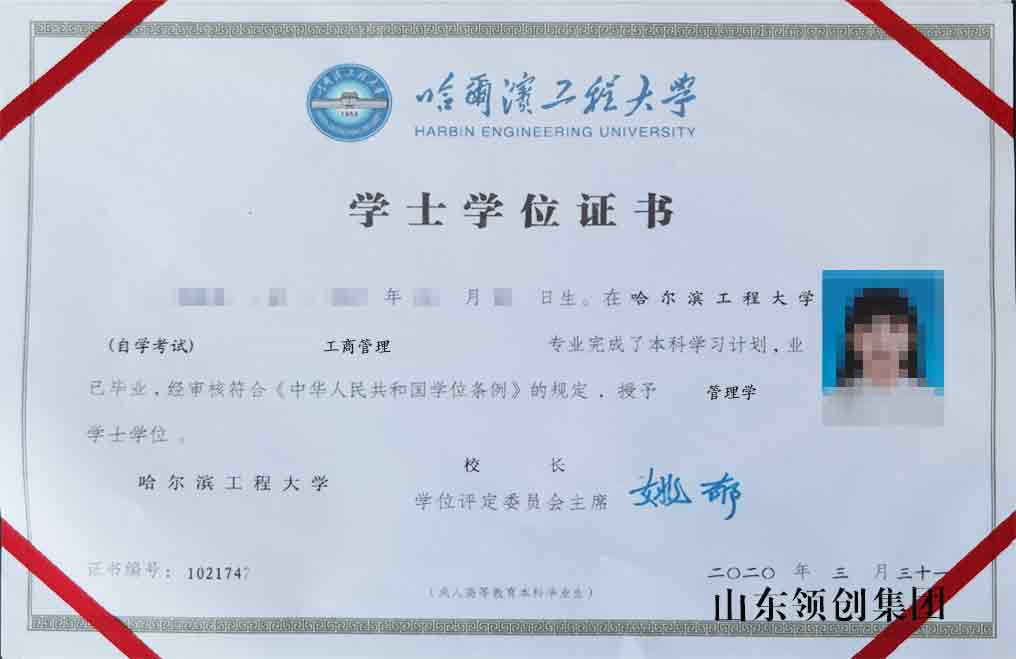 哈爾濱工程大学
HARBIN ENGINEERING UNIVERSITY
学士学位证书
年 月 日生。在哈尔滨工程大学
(自学考试) 工商管理 专业完成了本科学习计划,业
已毕业,经审核符合《中华人民共和国学位条例》的规定,授予 管理学
学士学位。
校 长
哈尔滨工程大学
学位评定委员会主席 姚郁
证书编号:1021747
二〇二〇年 三 月三十一
(成人高等教育本科毕业生)
山东领创集团